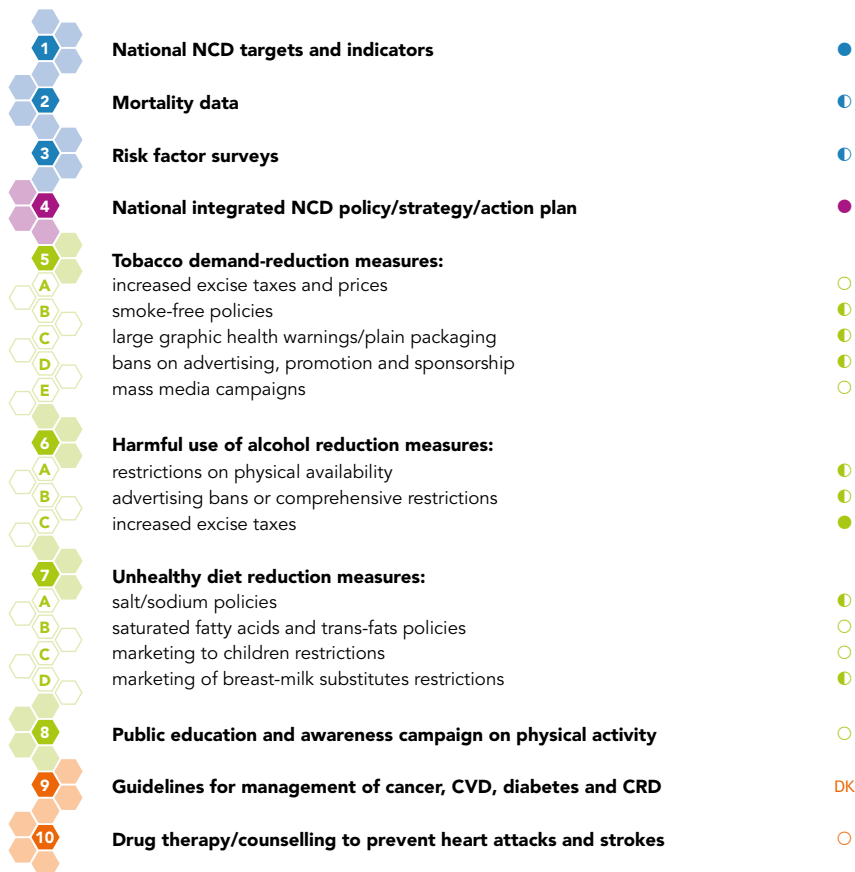 1 National NCD targets and indicators ●
2 Mortality data ◐
3 Risk factor surveys ◐
4 National integrated NCD policy/strategy/action plan ●
5 Tobacco demand-reduction measures:
A increased excise taxes and prices ○
B smoke-free policies ◐
C large graphic health warnings/plain packaging ◐
D bans on advertising, promotion and sponsorship ◐
E mass media campaigns ○
6 Harmful use of alcohol reduction measures:
A restrictions on physical availability ◐
B advertising bans or comprehensive restrictions ◐
C increased excise taxes ●
7 Unhealthy diet reduction measures:
A salt/sodium policies ◐
B saturated fatty acids and trans-fats policies ○
C marketing to children restrictions ○
D marketing of breast-milk substitutes restrictions ◐
8 Public education and awareness campaign on physical activity ○
9 Guidelines for management of cancer, CVD, diabetes and CRD DK
10 Drug therapy/counselling to prevent heart attacks and strokes ○